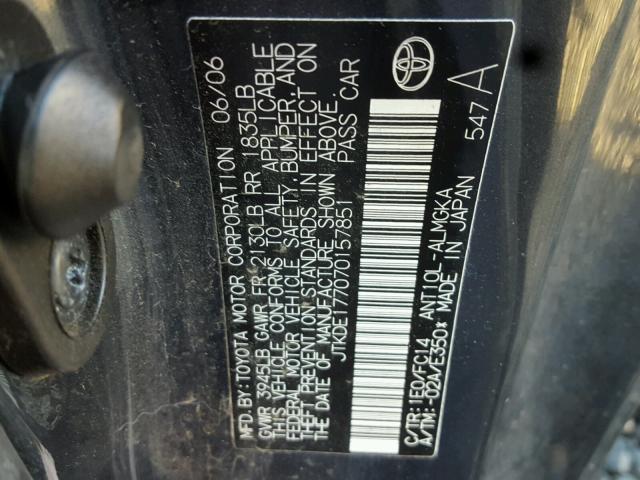 MFD.BY:TOYOTA MOTOR CORPORATION 06/06
GVWR 3945LB GAWR FR 2130LB RR 1835LB
THIS VEHICLE CONFORMS TO ALL APPLICABLE
FEDERAL MOTOR VEHICLE SAFETY, BUMPER, AND
THEFT PREVENTION STANDARDS IN EFFECT ON
DATE OF MANUFACTURE SHOWN ABOVE.
JTKDE177070157851 PASS CAR
C/TR:1E0/FC14 ANT10L-ALMGKA
A/TM:-02A/E350* MADE IN JAPAN
547 A